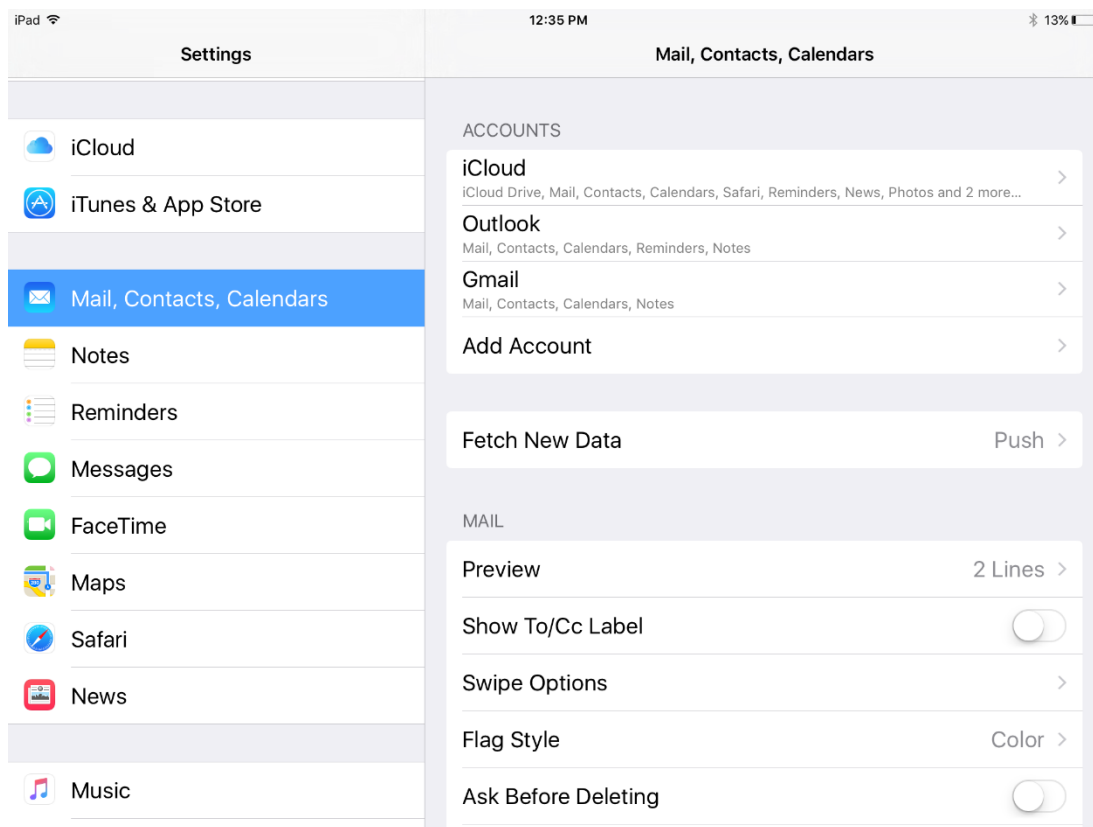 iPad 12:35 PM 13%
Settings
Mail, Contacts, Calendars
iCloud
iTunes & App Store
Mail, Contacts, Calendars
Notes
Reminders
Messages
FaceTime
Maps
Safari
News
Music
ACCOUNTS
iCloud
iCloud Drive, Mail, Contacts, Calendars, Safari, Reminders, News, Photos and 2 more...
Outlook
Mail, Contacts, Calendars, Reminders, Notes
Gmail
Mail, Contacts, Calendars, Notes
Add Account
Fetch New Data Push
MAIL
Preview 2 Lines
Show To/Cc Label
Swipe Options
Flag Style Color
Ask Before Deleting